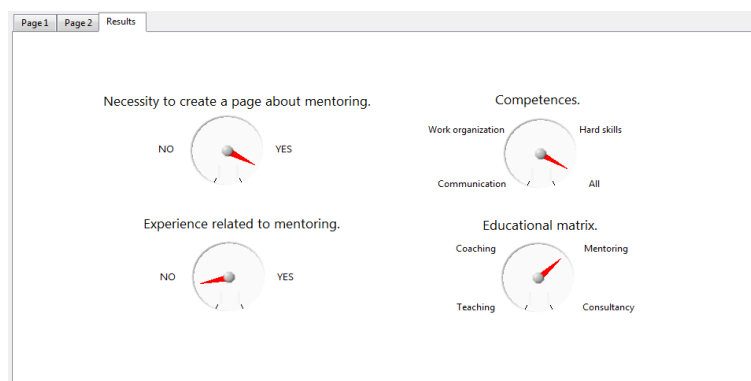 Page 1 Page 2 Results
Necessity to create a page about mentoring.
NO YES
Competences.
Work organization Hard skills
Communication All
Experience related to mentoring.
NO YES
Educational matrix.
Coaching Mentoring
Teaching Consultancy